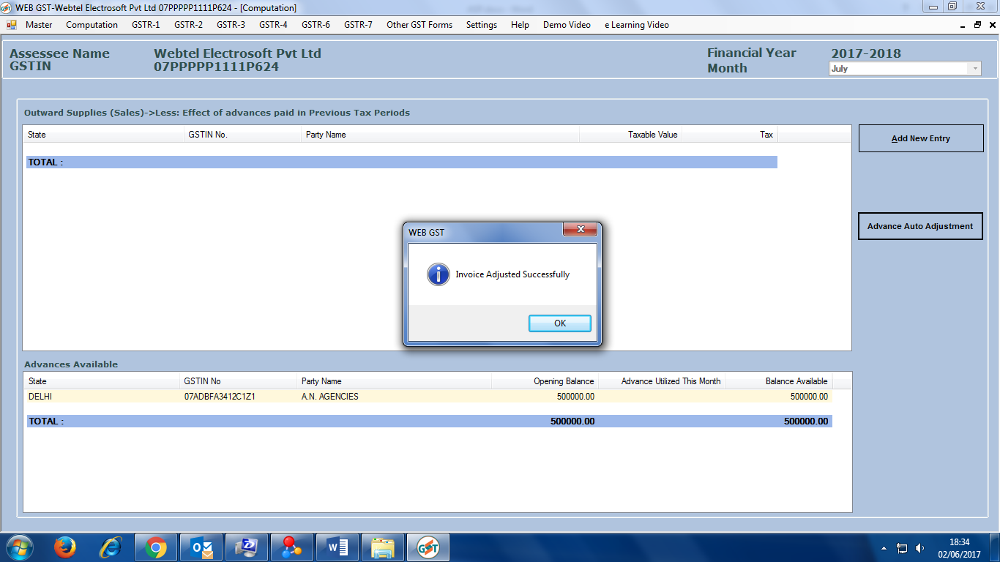 WEB GST-Webtel Electrosoft Pvt Ltd 07PPPPP1111P624 - [Computation]
Master Computation GSTR-1 GSTR-2 GSTR-3 GSTR-4 GSTR-6 GSTR-7 Other GST Forms Settings Help Demo Video e Learning Video
Assessee Name Webtel Electrosoft Pvt Ltd Financial Year 2017-2018
GSTIN 07PPPPP1111P624 Month July
Outward Supplies (Sales)->Less: Effect of advances paid in Previous Tax Periods
State GSTIN No. Party Name Taxable Value Tax
Add New Entry
TOTAL :
Advance Auto Adjustment
WEB GST
Invoice Adjusted Successfully
OK
Advances Available
State GSTIN No Party Name Opening Balance Advance Utilized This Month Balance Available
DELHI 07ADBFA3412C1Z1 A.N. AGENCIES 500000.00 500000.00
TOTAL : 500000.00 500000.00
18:34
02/06/2017